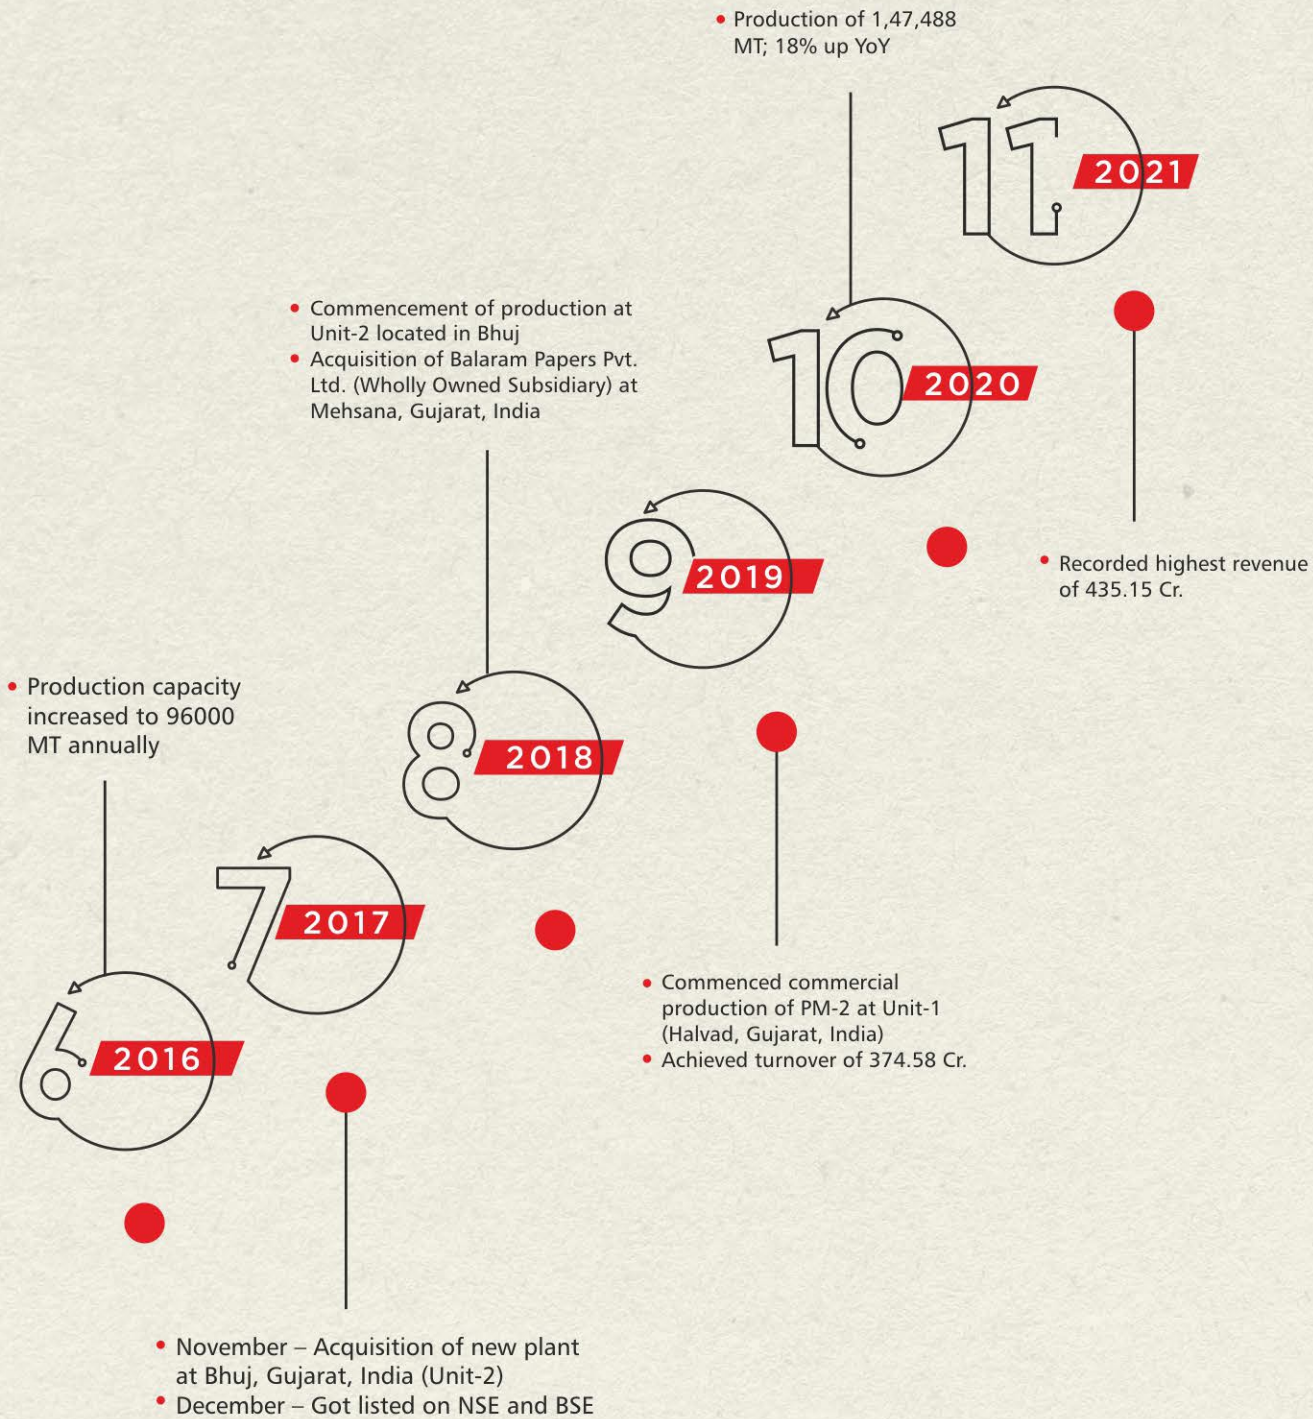 • Production of 1,47,488
MT; 18% up YoY
11
2021
• Commencement of production at
Unit-2 located in Bhuj
• Acquisition of Balaram Papers Pvt.
Ltd. (Wholly Owned Subsidiary) at
Mehsana, Gujarat, India
10
2020
• Recorded highest revenue
of 435.15 Cr.
9
2019
• Production capacity
increased to 96000
MT annually
8
2018
7
2017
• Commenced commercial
production of PM-2 at Unit-1
(Halvad, Gujarat, India)
• Achieved turnover of 374.58 Cr.
6
2016
• November – Acquisition of new plant
at Bhuj, Gujarat, India (Unit-2)
• December – Got listed on NSE and BSE